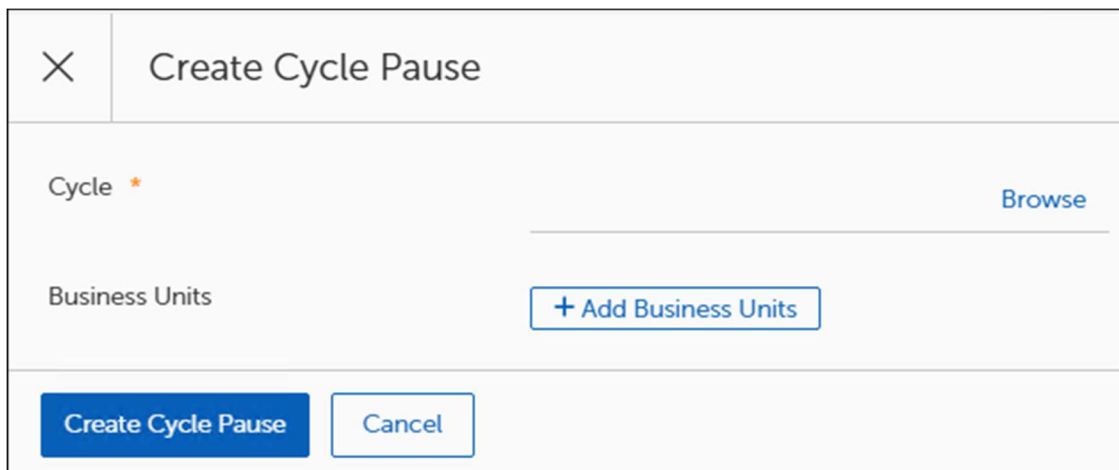 Create Cycle Pause
Cycle *
Browse
Business Units
+ Add Business Units
Create Cycle Pause
Cancel